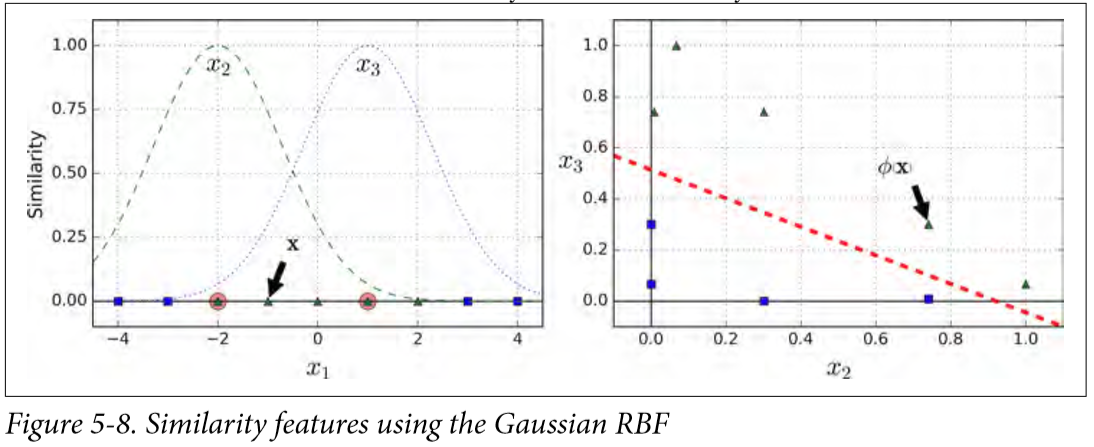 1.00
0.75
0.50
0.25
0.00
Similarity
x2
x3
x
−4
−2
0
2
4
x1
1.0
0.8
0.6
0.4
0.2
0.0
x3
ϕ(x)
0.0
0.2
0.4
0.6
0.8
1.0
x2
Figure 5-8. Similarity features using the Gaussian RBF